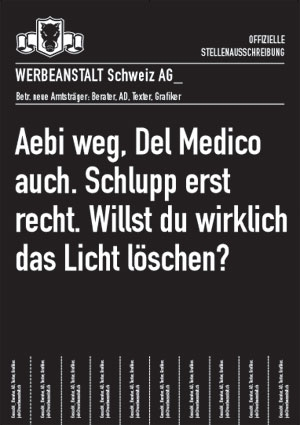 OFFIZIELLE
STELLENAUSSCHREIBUNG
WERBEANSTALT Schweiz AG_
Betr. neue Amtsträger: Berater, AD, Texter, Grafiker
Aebi weg, Del Medico
auch. Schlupp erst
recht. Willst du wirklich
das Licht löschen?